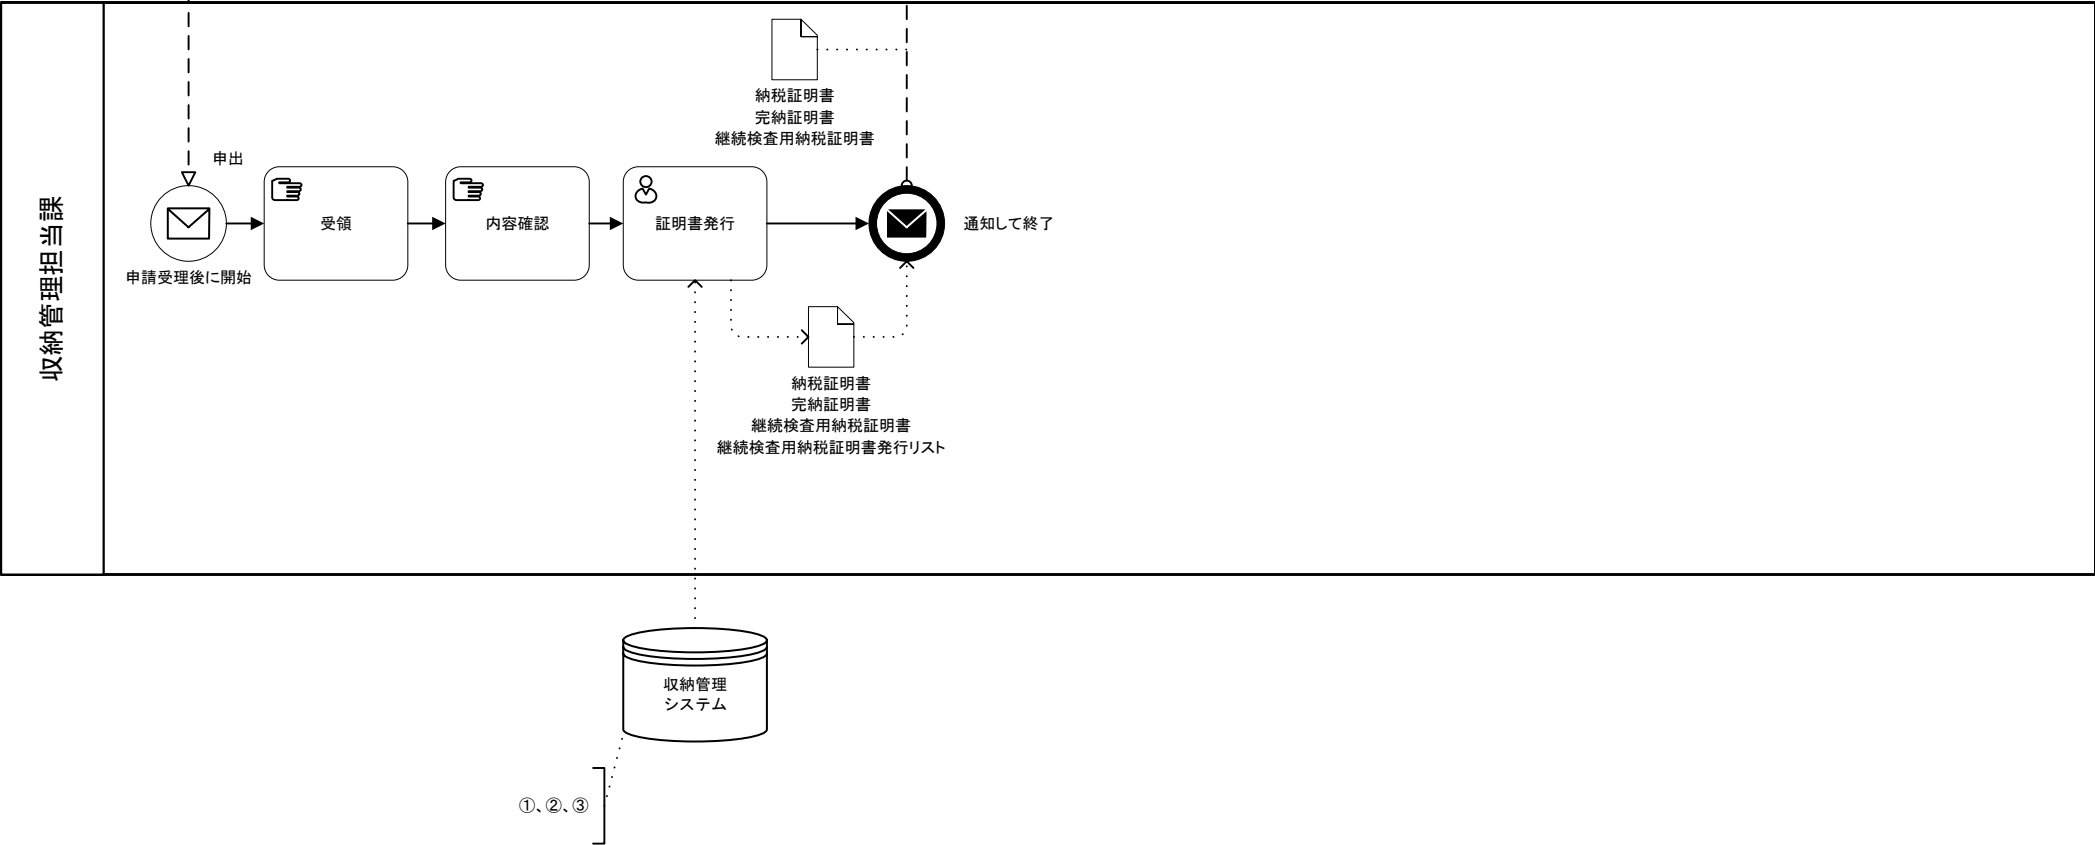 収納管理担当課
納税証明書
完納証明書
継続検査用納税証明書
申出
受領
内容確認
証明書発行
通知して終了
申請受理後に開始
納税証明書
完納証明書
継続検査用納税証明書
継続検査用納税証明書発行リスト
収納管理
システム
①、②、③